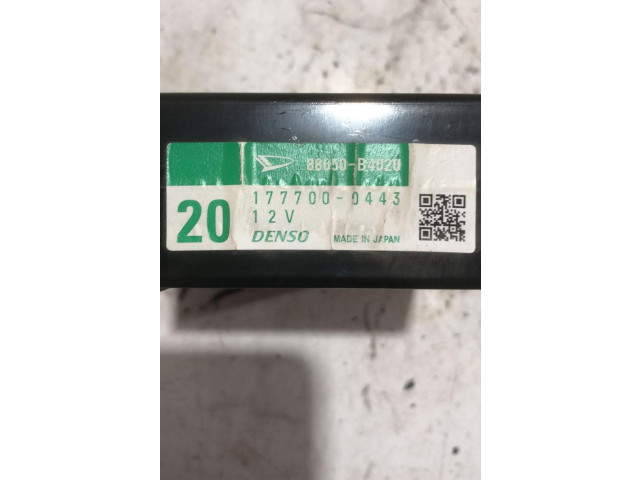 88650-B4020
20
177700-0443
12V
DENSO MADE IN JAPAN